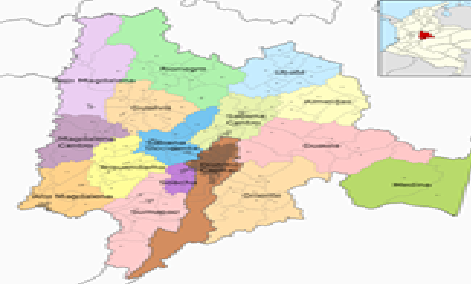 Bajo Magdalena
Rionegro
Ubaté
Almeidas
Gualivá
Sabana
Centro
Magdalena
Centro
Sabana
Occidente
Guavio
Tequendama
Soacha
Medina
Alto Magdalena
Oriente
Sumapaz